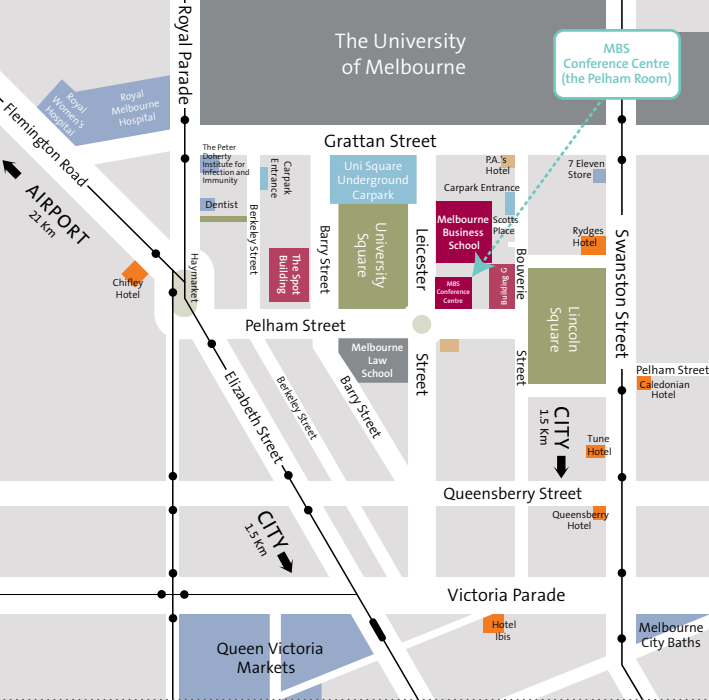 Royal Parade
The University
of Melbourne
MBS
Conference Centre
(the Pelham Room)
Royal
Women's
Hospital
Royal
Melbourne
Hospital
Flemington Road
Grattan Street
The Peter
Doherty
Institute for
Infection and
Immunity
Carpark
Entrance
Uni Square
Underground
Carpark
P.A.'s
Hotel
7 Eleven
Store
Carpark Entrance
AIRPORT
21 Km
Dentist
Berkeley Street
Barry Street
University
Square
Leicester
Melbourne
Business
School
Scotts
Place
Rydges
Hotel
Swanston Street
Haymarket
The Spot
Building
Bouverie
Chifley
Hotel
MBS
Conference
Centre
Building G
Lincoln
Square
Pelham Street
Melbourne
Law
School
Street
Street
Pelham Street
Caledonian
Hotel
Elizabeth Street
Berkeley Street
Barry Street
CITY
1.5 Km
Tune
Hotel
Queensberry Street
Queensberry
Hotel
CITY
1.5 Km
Victoria Parade
Hotel
Ibis
Melbourne
City Baths
Queen Victoria
Markets